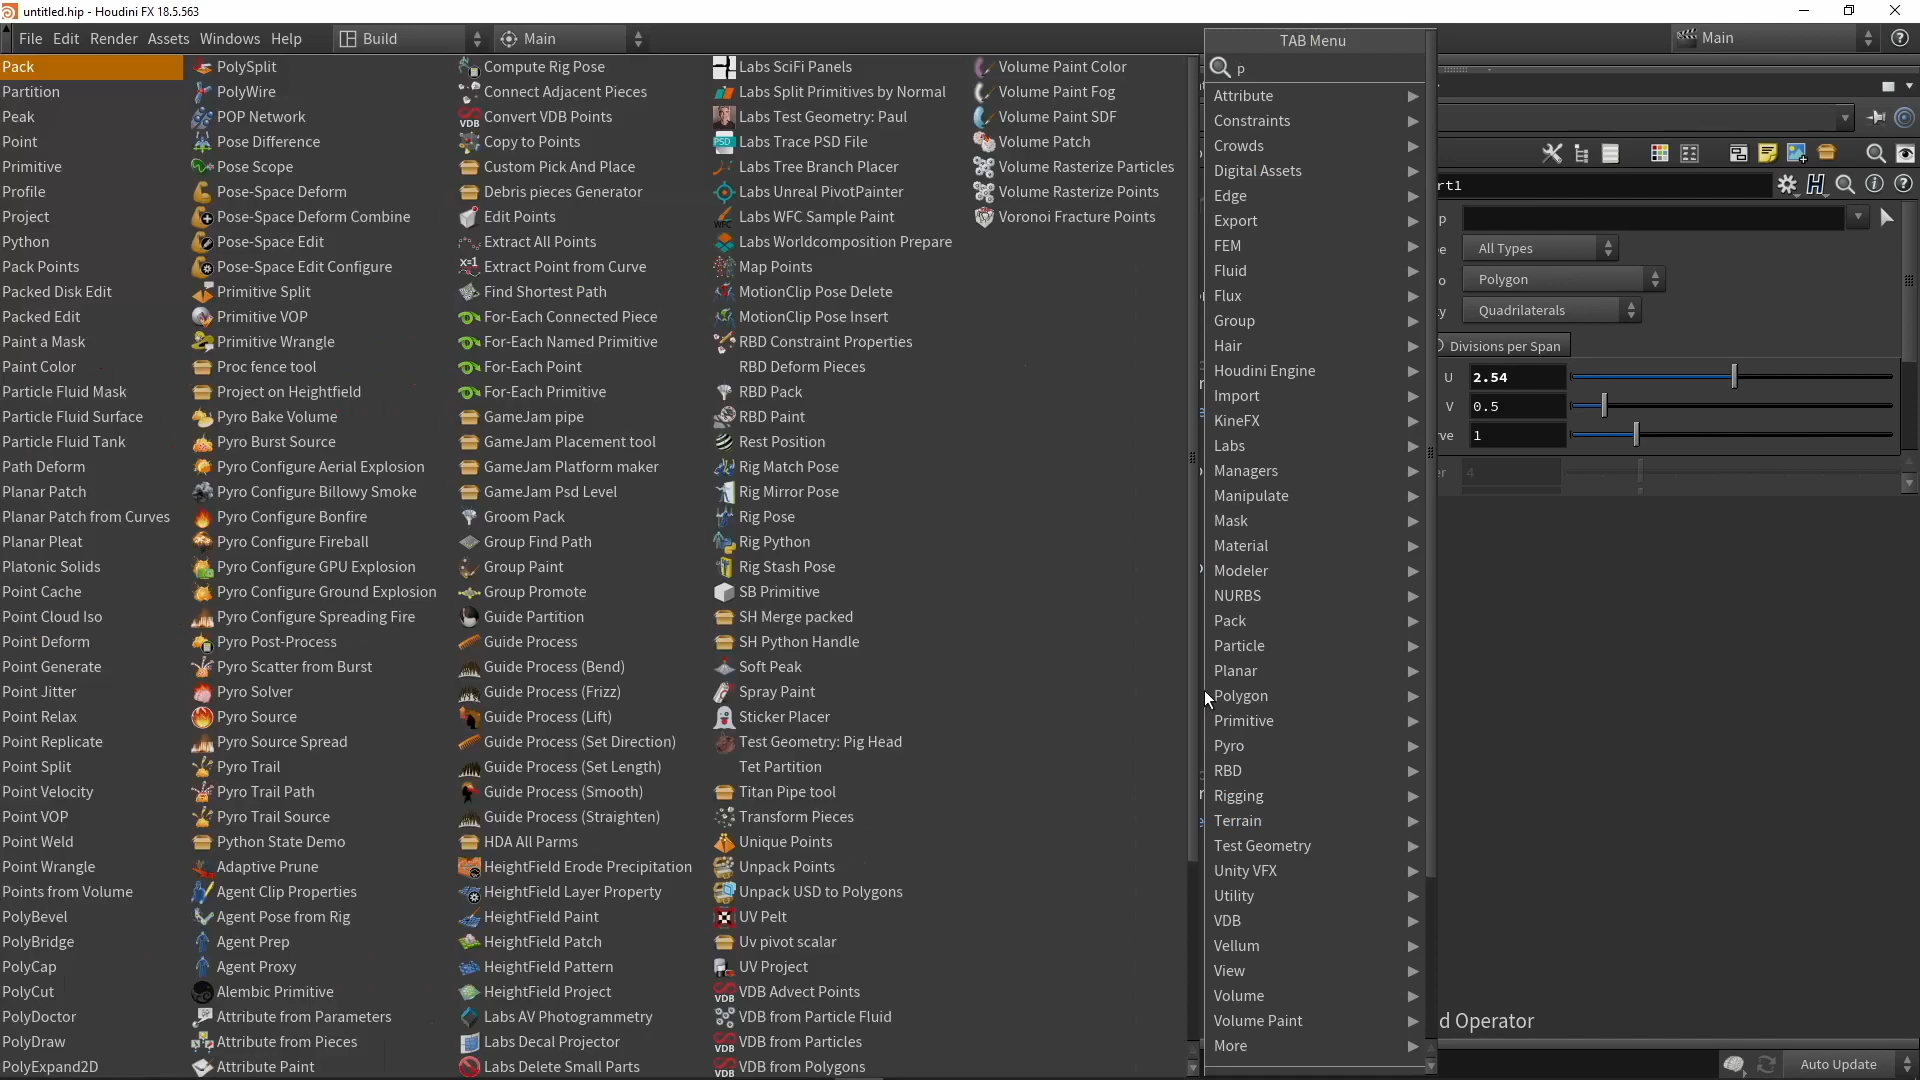 untitled.hip - Houdini FX 18.5.563
File Edit Render Assets Windows Help
Build
Main
Main
Pack
Partition
Peak
Point
Primitive
Profile
Project
Python
Pack Points
Packed Disk Edit
Packed Edit
Paint a Mask
Paint Color
Particle Fluid Mask
Particle Fluid Surface
Particle Fluid Tank
Path Deform
Planar Patch
Planar Patch from Curves
Planar Pleat
Platonic Solids
Point Cache
Point Cloud Iso
Point Deform
Point Generate
Point Jitter
Point Relax
Point Replicate
Point Split
Point Velocity
Point VOP
Point Weld
Point Wrangle
Points from Volume
PolyBevel
PolyBridge
PolyCap
PolyCut
PolyDoctor
PolyDraw
PolyExpand2D
PolySplit
PolyWire
POP Network
Pose Difference
Pose Scope
Pose-Space Deform
Pose-Space Deform Combine
Pose-Space Edit
Pose-Space Edit Configure
Primitive Split
Primitive VOP
Primitive Wrangle
Proc fence tool
Project on Heightfield
Pyro Bake Volume
Pyro Burst Source
Pyro Configure Aerial Explosion
Pyro Configure Billowy Smoke
Pyro Configure Bonfire
Pyro Configure Fireball
Pyro Configure GPU Explosion
Pyro Configure Ground Explosion
Pyro Configure Spreading Fire
Pyro Post-Process
Pyro Scatter from Burst
Pyro Solver
Pyro Source
Pyro Source Spread
Pyro Trail
Pyro Trail Path
Pyro Trail Source
Python State Demo
Adaptive Prune
Agent Clip Properties
Agent Pose from Rig
Agent Prep
Agent Proxy
Alembic Primitive
Attribute from Parameters
Attribute from Pieces
Attribute Paint
Compute Rig Pose
Connect Adjacent Pieces
VDB Convert VDB Points
Copy to Points
Custom Pick And Place
Debris pieces Generator
Edit Points
Extract All Points
X=1 Extract Point from Curve
Find Shortest Path
For-Each Connected Piece
For-Each Named Primitive
For-Each Point
For-Each Primitive
GameJam pipe
GameJam Placement tool
GameJam Platform maker
GameJam Psd Level
Groom Pack
Group Find Path
Group Paint
Group Promote
Guide Partition
Guide Process
Guide Process (Bend)
Guide Process (Frizz)
Guide Process (Lift)
Guide Process (Set Direction)
Guide Process (Set Length)
Guide Process (Smooth)
Guide Process (Straighten)
HDA All Parms
HeightField Erode Precipitation
HeightField Layer Property
HeightField Paint
HeightField Patch
HeightField Pattern
HeightField Project
Labs AV Photogrammetry
Labs Decal Projector
Labs Delete Small Parts
Labs SciFi Panels
Labs Split Primitives by Normal
Labs Test Geometry: Paul
PSD Labs Trace PSD File
Labs Tree Branch Placer
Labs Unreal PivotPainter
WFC Labs WFC Sample Paint
Labs Worldcomposition Prepare
Map Points
MotionClip Pose Delete
MotionClip Pose Insert
RBD Constraint Properties
RBD Deform Pieces
RBD Pack
RBD Paint
Rest Position
Rig Match Pose
Rig Mirror Pose
Rig Pose
Rig Python
Rig Stash Pose
SB Primitive
SH Merge packed
SH Python Handle
Soft Peak
Spray Paint
Sticker Placer
Test Geometry: Pig Head
Tet Partition
Titan Pipe tool
Transform Pieces
Unique Points
Unpack Points
Unpack USD to Polygons
UV Pelt
Uv pivot scalar
UV Project
VDB VDB Advect Points
VDB from Particle Fluid
VDB VDB from Particles
VDB VDB from Polygons
Volume Paint Color
Volume Paint Fog
Volume Paint SDF
Volume Patch
Volume Rasterize Particles
Volume Rasterize Points
Voronoi Fracture Points
TAB Menu
p
Attribute
Constraints
Crowds
Digital Assets
Edge
Export
FEM
Fluid
Flux
Group
Hair
Houdini Engine
Import
KineFX
Labs
Managers
Manipulate
Mask
Material
Modeler
NURBS
Pack
Particle
Planar
Polygon
Primitive
Pyro
RBD
Rigging
Terrain
Test Geometry
Unity VFX
Utility
VDB
Vellum
View
Volume
Volume Paint
More
rt1
p
e All Types
o Polygon
y Quadrilaterals
Divisions per Span
U 2.54
V 0.5
ve 1
er 4
d Operator
Auto Update